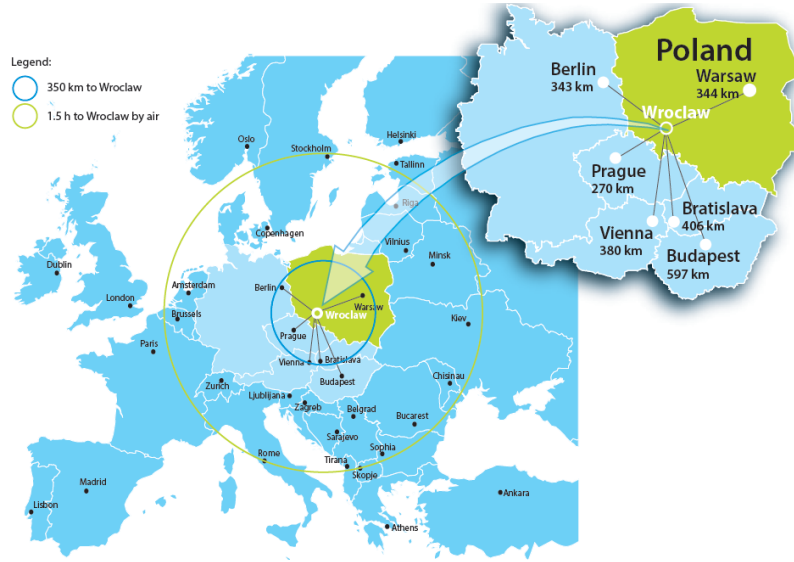 Legend:
350 km to Wroclaw
1.5 h to Wroclaw by air
Poland
Berlin
343 km
Warsaw
344 km
Wroclaw
Prague
270 km
Bratislava
406 km
Vienna
380 km
Budapest
597 km
Oslo
Stockholm
Helsinki
Tallinn
Riga
Copenhagen
Vilnius
Minsk
Dublin
Amsterdam
Berlin
Warsaw
London
Wroclaw
Brussels
Kiev
Prague
Paris
Vienna
Bratislava
Zurich
Budapest
Chisinau
Ljublijana
Zagreb
Belgrad
Bucarest
Sarajevo
Sophia
Rome
Tirana
Skopje
Madrid
Ankara
Lisbon
Athens